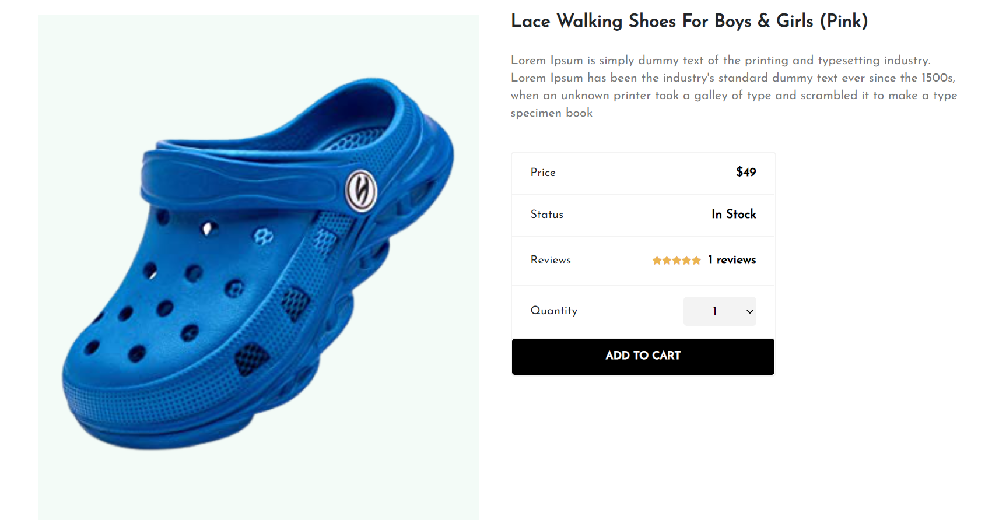 Lace Walking Shoes For Boys & Girls (Pink)
Lorem Ipsum is simply dummy text of the printing and typesetting industry.
Lorem Ipsum has been the industry's standard dummy text ever since the 1500s,
when an unknown printer took a galley of type and scrambled it to make a type
specimen book
Price $49
Status In Stock
Reviews 1 reviews
Quantity 1
ADD TO CART